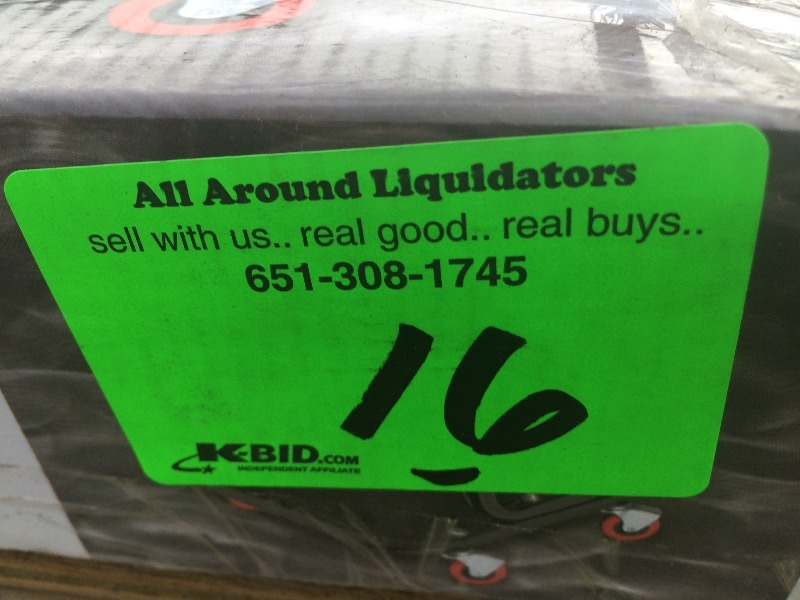 All Around Liquidators
sell with us.. real good.. real buys..
651-308-1745
16
K-BID.COM
INDEPENDENT AFFILIATE